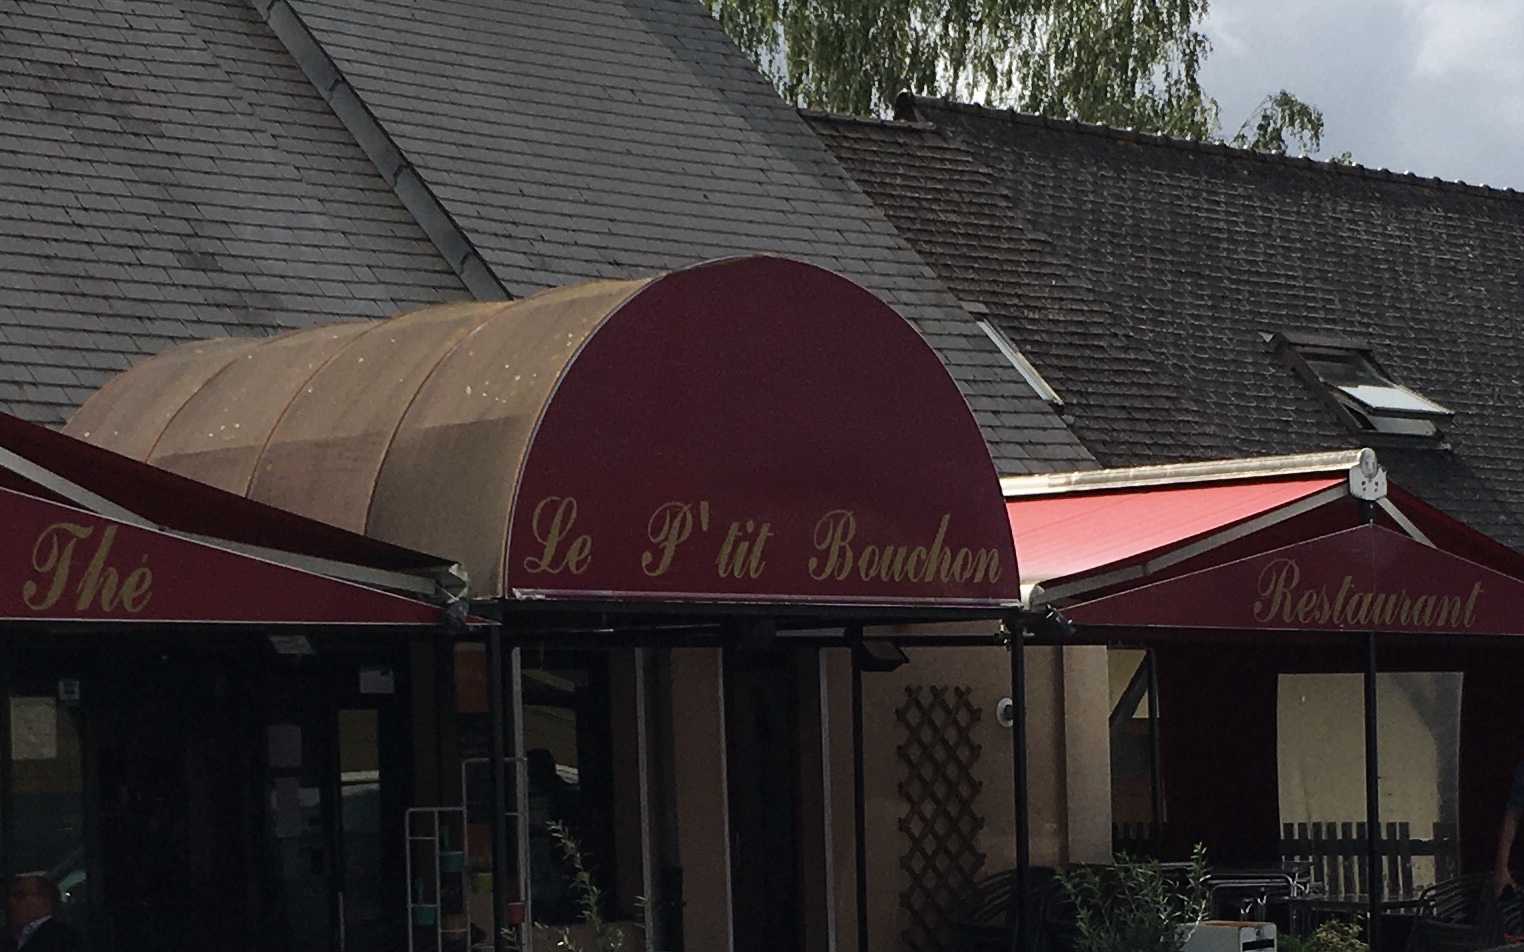 Thé
Le P'tit Bouchon
Restaurant